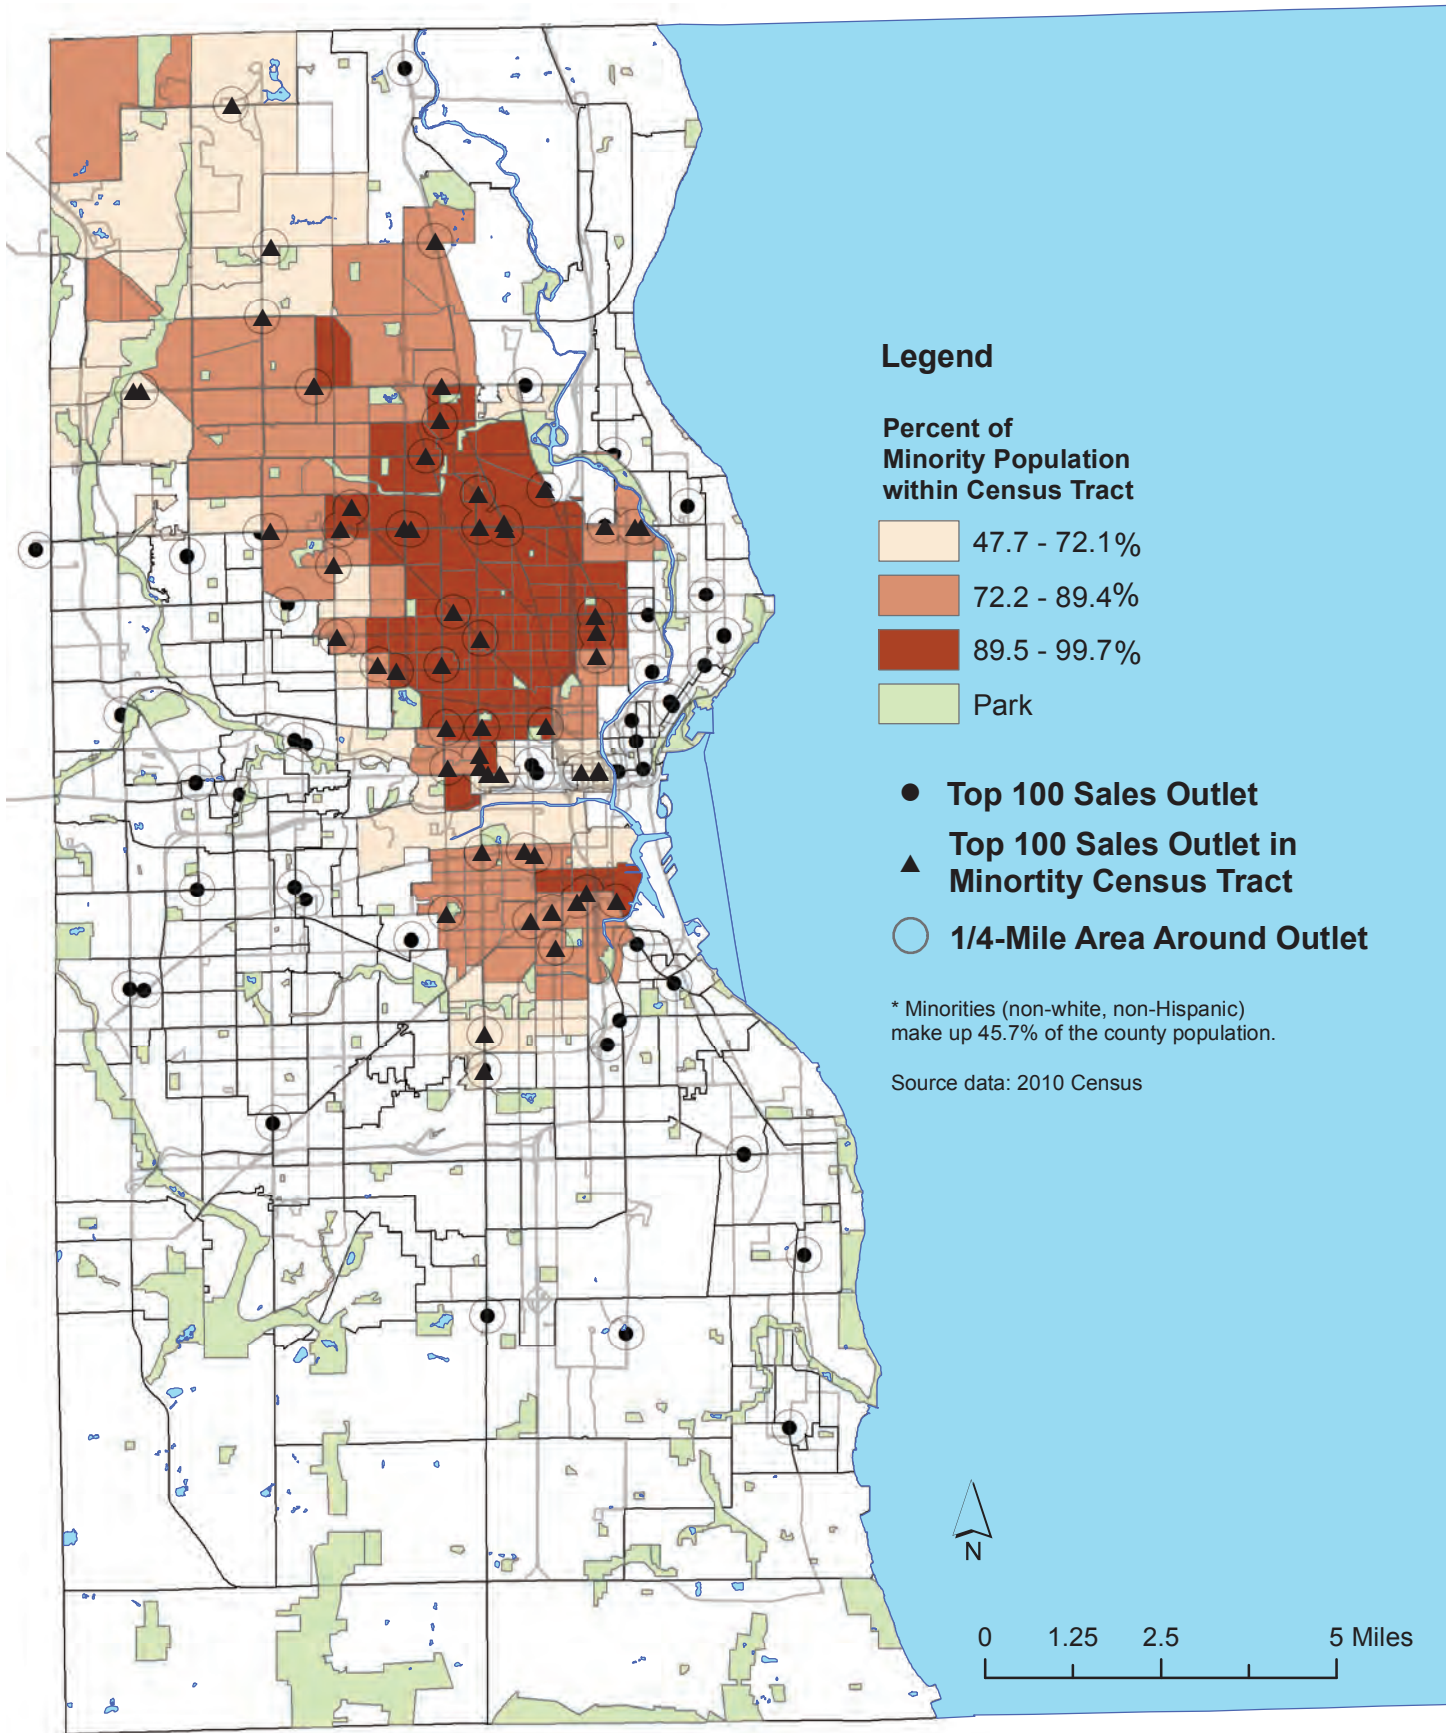 Legend
Percent of
Minority Population
within Census Tract
47.7 - 72.1%
72.2 - 89.4%
89.5 - 99.7%
Park
Top 100 Sales Outlet
Top 100 Sales Outlet in
Minortity Census Tract
1/4-Mile Area Around Outlet
* Minorities (non-white, non-Hispanic)
make up 45.7% of the county population.
Source data: 2010 Census
N
0 1.25 2.5 5 Miles